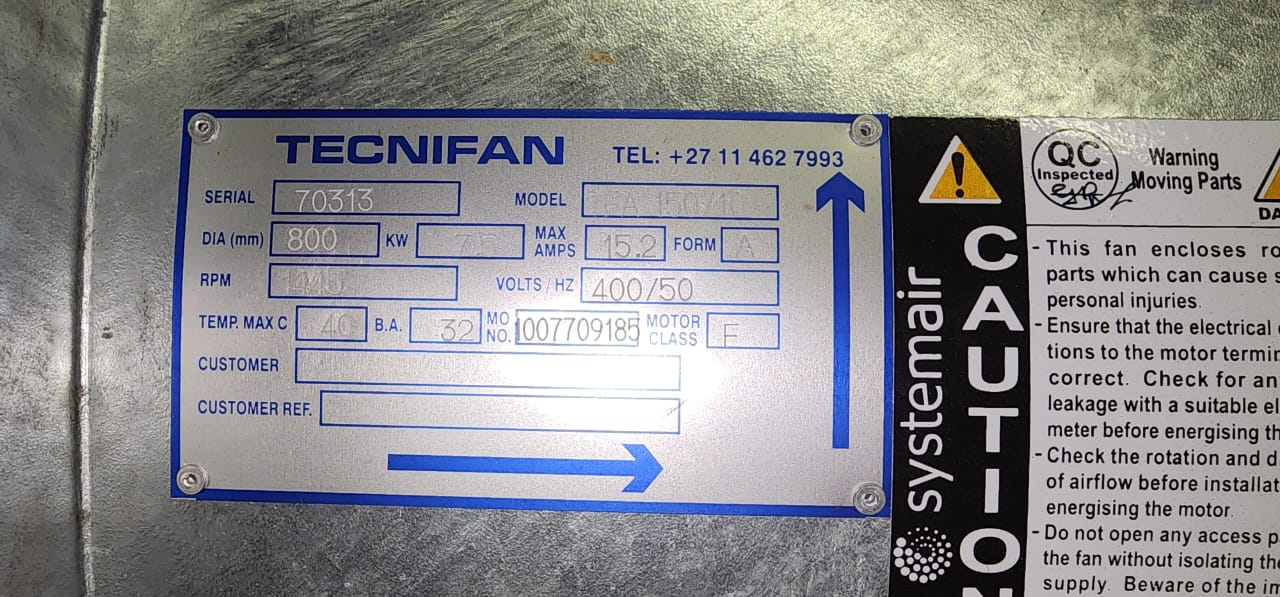 TECNIFAN TEL: +27 11 462 7993
SERIAL 70313 MODEL
DIA (mm) 800 KW 7.5 MAX AMPS 15.2 FORM A
RPM VOLTS/HZ 400/50
TEMP. MAX C 40 B.A. 32 MO NO. 1007709185 MOTOR CLASS F
CUSTOMER
CUSTOMER REF.
systemair
CAUTION
QC
Inspected
Warning
Moving Parts
DA
- This fan encloses ro
parts which can cause s
personal injuries.
- Ensure that the electrical
tions to the motor termin
correct. Check for an
leakage with a suitable el
meter before energising th
- Check the rotation and d
of airflow before installat
energising the motor.
- Do not open any access p
the fan without isolating the
supply. Beware of the im